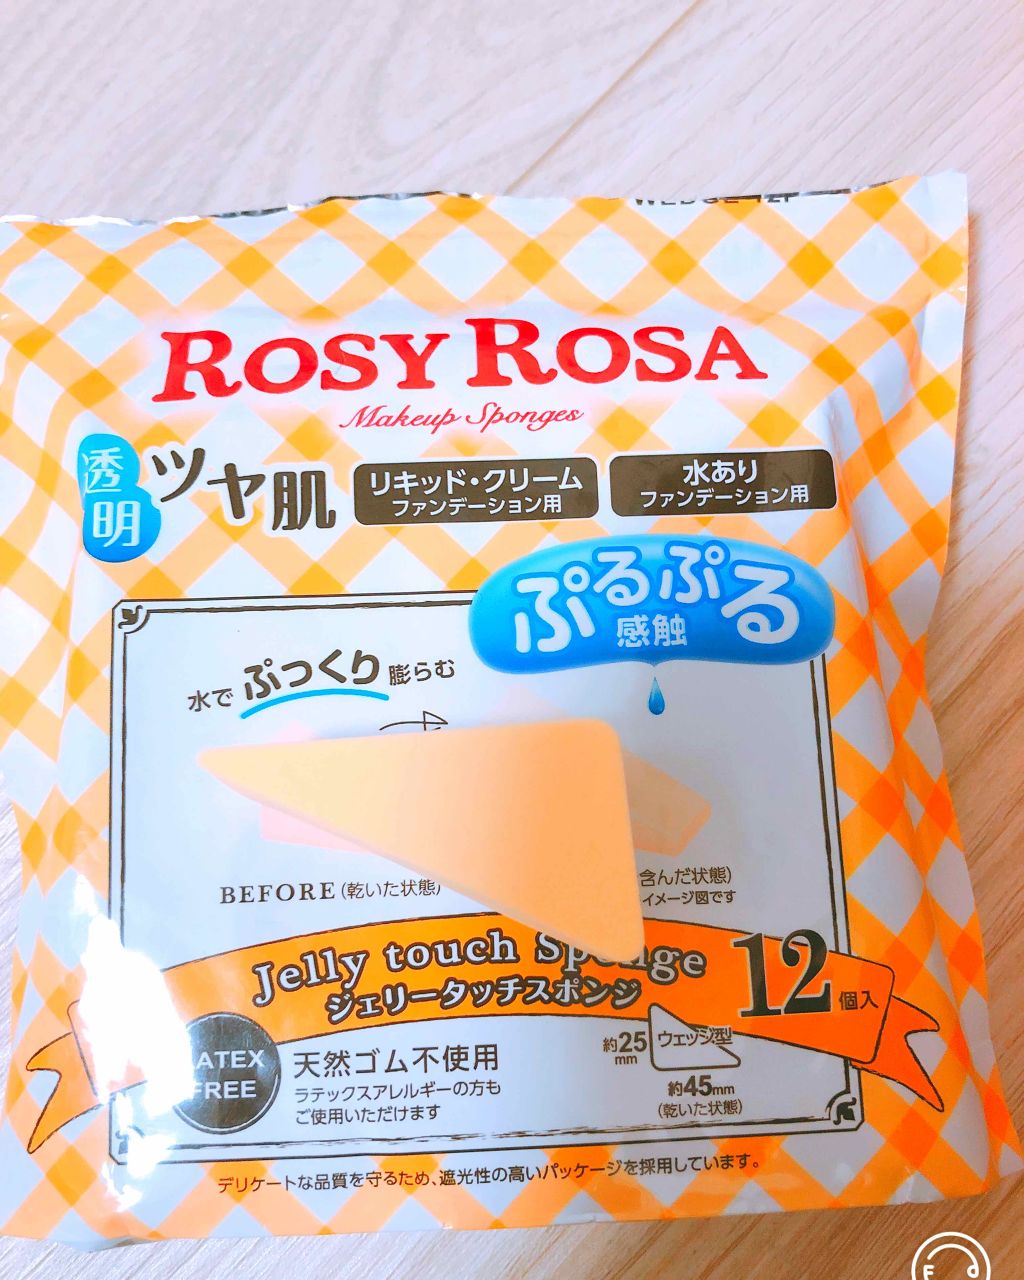 ROSY ROSA
Makeup Sponges
透明
ツヤ肌
リキッド・クリーム
ファンデーション用
水あり
ファンデーション用
ぷるぷる
感触
水でぷっくり膨らむ
BEFORE (乾いた状態)
含んだ状態)
イメージ図です
Jelly touch Sponge
ジェリータッチスポンジ
12個入
LATEX
FREE
天然ゴム不使用
ラテックスアレルギーの方も
ご使用いただけます
約25
mm
ウェッジ型
約45mm
(乾いた状態)
デリケートな品質を守るため、遮光性の高いパッケージを採用しています。